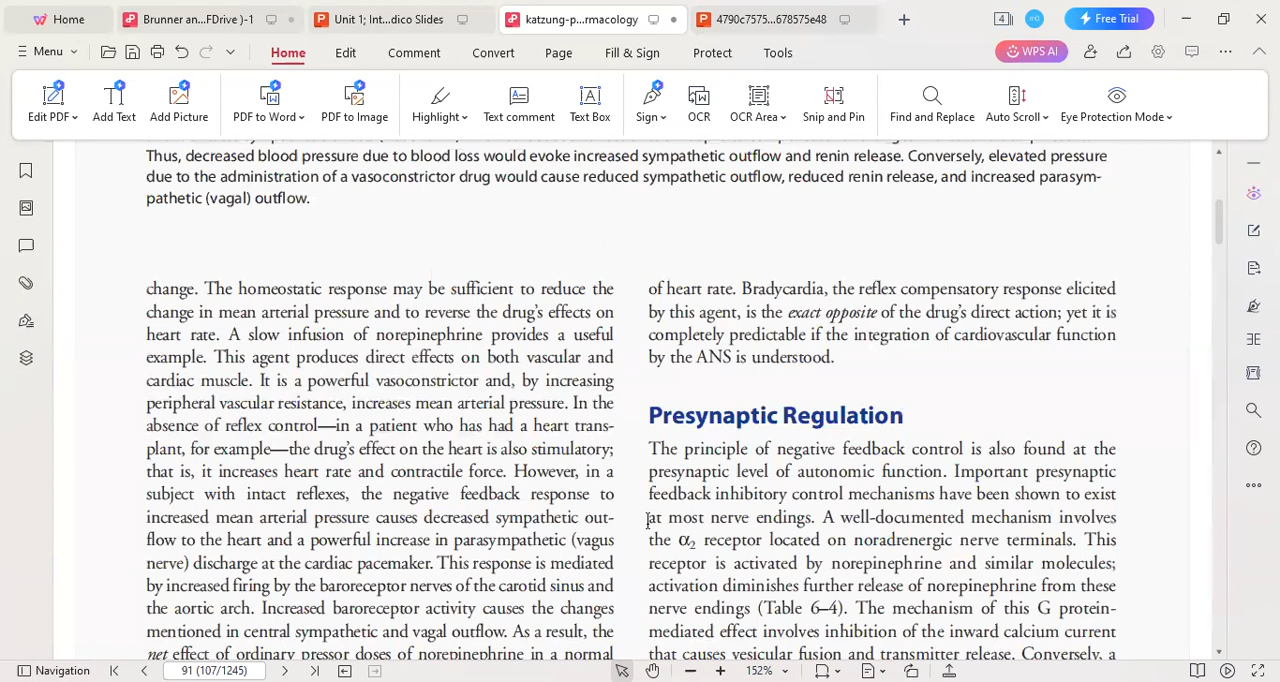 Home
Brunner an...FDrive )-1
Unit 1; Int...dico Slides
katzung-p...rmacology
4790c7575...678575e48
4
Free Trial
Menu
Home
Edit
Comment
Convert
Page
Fill & Sign
Protect
Tools
WPS AI
Edit PDF
Add Text
Add Picture
PDF to Word
PDF to Image
Highlight
Text comment
Text Box
Sign
OCR
OCR Area
Snip and Pin
Find and Replace
Auto Scroll
Eye Protection Mode
Thus, decreased blood pressure due to blood loss would evoke increased sympathetic outflow and renin release. Conversely, elevated pressure
due to the administration of a vasoconstrictor drug would cause reduced sympathetic outflow, reduced renin release, and increased parasym-
pathetic (vagal) outflow.
change. The homeostatic response may be sufficient to reduce the
change in mean arterial pressure and to reverse the drug's effects on
heart rate. A slow infusion of norepinephrine provides a useful
example. This agent produces direct effects on both vascular and
cardiac muscle. It is a powerful vasoconstrictor and, by increasing
peripheral vascular resistance, increases mean arterial pressure. In the
absence of reflex control—in a patient who has had a heart trans-
plant, for example—the drug's effect on the heart is also stimulatory;
that is, it increases heart rate and contractile force. However, in a
subject with intact reflexes, the negative feedback response to
increased mean arterial pressure causes decreased sympathetic out-
flow to the heart and a powerful increase in parasympathetic (vagus
nerve) discharge at the cardiac pacemaker. This response is mediated
by increased firing by the baroreceptor nerves of the carotid sinus and
the aortic arch. Increased baroreceptor activity causes the changes
mentioned in central sympathetic and vagal outflow. As a result, the
net effect of ordinary pressor doses of norepinephrine in a normal
of heart rate. Bradycardia, the reflex compensatory response elicited
by this agent, is the exact opposite of the drug's direct action; yet it is
completely predictable if the integration of cardiovascular function
by the ANS is understood.
Presynaptic Regulation
The principle of negative feedback control is also found at the
presynaptic level of autonomic function. Important presynaptic
feedback inhibitory control mechanisms have been shown to exist
at most nerve endings. A well-documented mechanism involves
the α2 receptor located on noradrenergic nerve terminals. This
receptor is activated by norepinephrine and similar molecules;
activation diminishes further release of norepinephrine from these
nerve endings (Table 6–4). The mechanism of this G protein-
mediated effect involves inhibition of the inward calcium current
that causes vesicular fusion and transmitter release. Conversely, a
Navigation
91 (107/1245)
152%